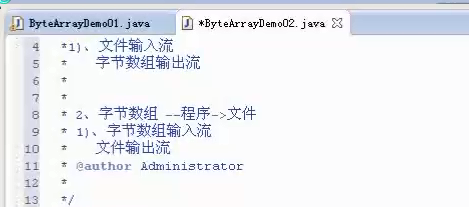 ByteArrayDemo01.java *ByteArrayDemo02.java
4 *1)、文件输入流
5 * 字节数组输出流
6 *
7 *
8 * 2、字节数组 --程序->文件
9 * 1)、字节数组输入流
10 * 文件输出流
11 * @author Administrator
12 *
13 */